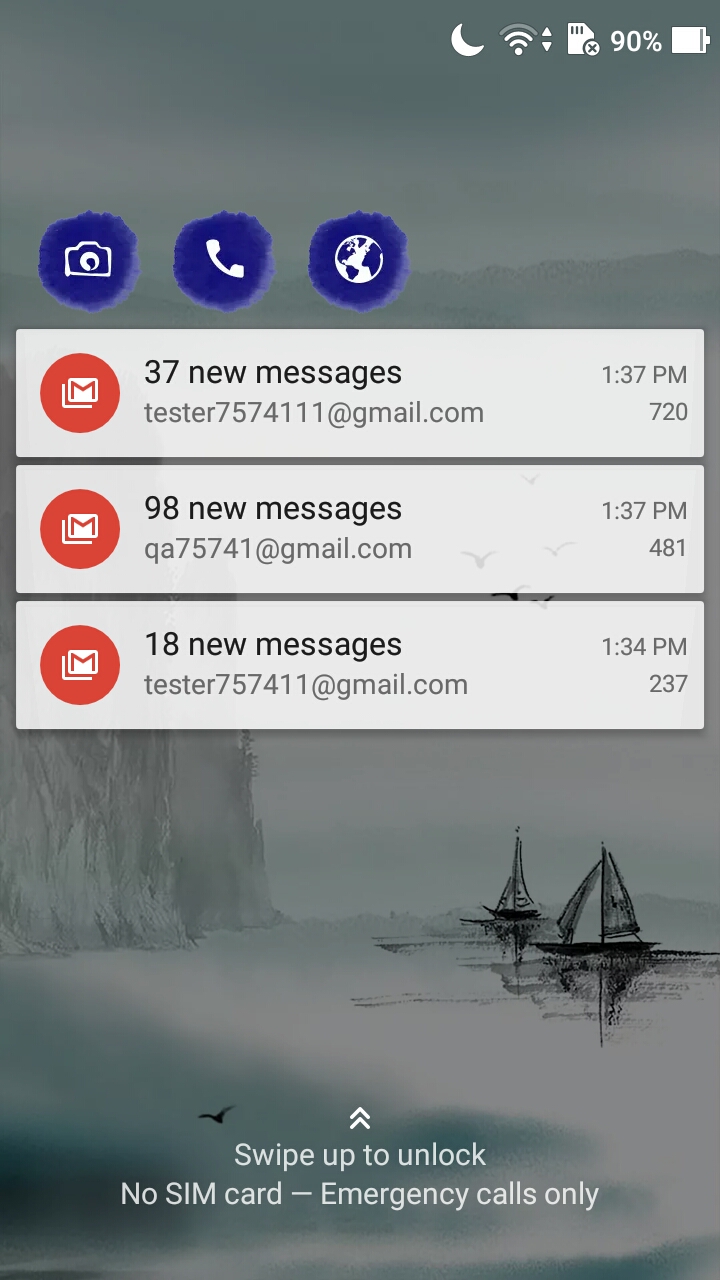 90%
37 new messages
1:37 PM
tester7574111@gmail.com
720
98 new messages
1:37 PM
qa75741@gmail.com
481
18 new messages
1:34 PM
tester757411@gmail.com
237
Swipe up to unlock
No SIM card — Emergency calls only